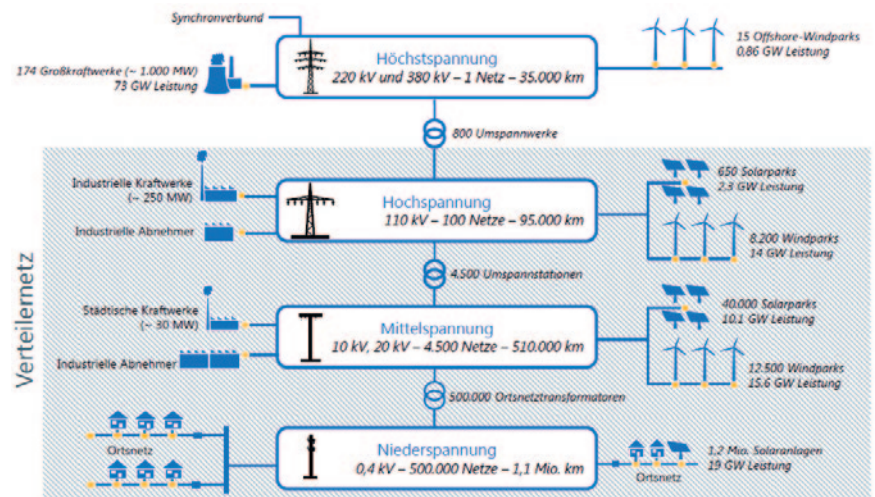 Synchronverbund
174 Großkraftwerke (~ 1.000 MW)
73 GW Leistung
Höchstspannung
220 kV und 380 kV – 1 Netz – 35.000 km
15 Offshore-Windparks
0,86 GW Leistung
800 Umspannwerke
Verteilernetz
Industrielle Kraftwerke
(~ 250 MW)
Industrielle Abnehmer
Hochspannung
110 kV – 100 Netze – 95.000 km
650 Solarparks
2,3 GW Leistung
8.200 Windparks
14 GW Leistung
4.500 Umspannstationen
Städtische Kraftwerke
(~ 30 MW)
Industrielle Abnehmer
Mittelspannung
10 kV, 20 kV – 4.500 Netze – 510.000 km
40.000 Solarparks
10.1 GW Leistung
12.500 Windparks
15.6 GW Leistung
500.000 Ortsnetztransformatoren
Ortsnetz
Niederspannung
0,4 kV – 500.000 Netze – 1,1 Mio. km
1,2 Mio. Solaranlagen
19 GW Leistung
Ortsnetz